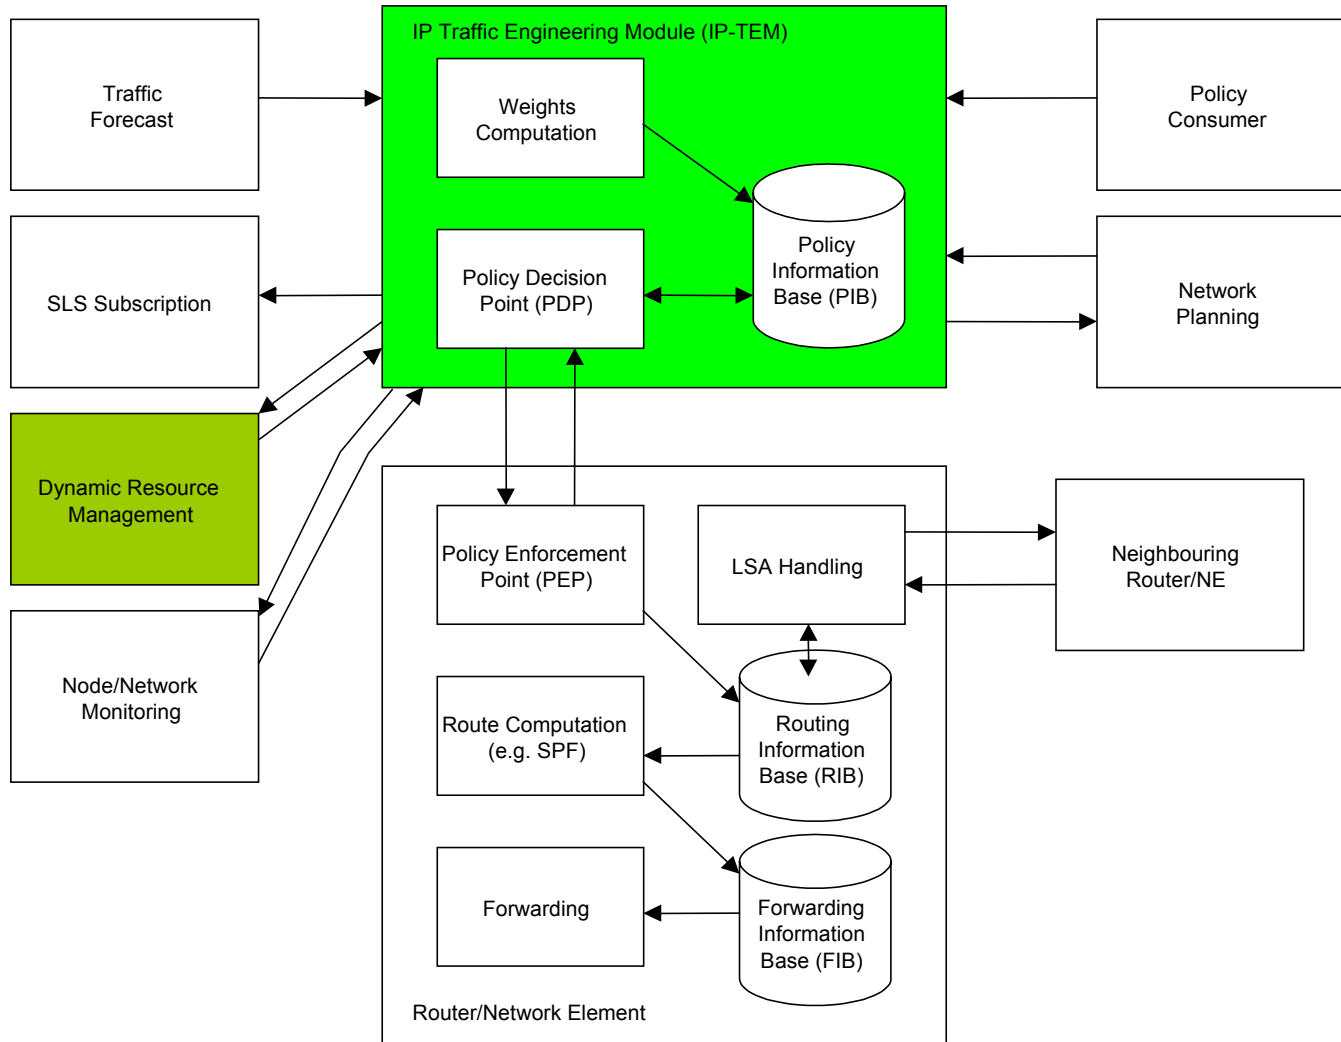 IP Traffic Engineering Module (IP-TEM)
Traffic
Forecast
Weights
Computation
Policy
Consumer
SLS Subscription
Policy Decision
Point (PDP)
Policy
Information
Base (PIB)
Network
Planning
Dynamic Resource
Management
Policy Enforcement
Point (PEP)
LSA Handling
Neighbouring
Router/NE
Node/Network
Monitoring
Route Computation
(e.g. SPF)
Routing
Information
Base (RIB)
Forwarding
Forwarding
Information
Base (FIB)
Router/Network Element